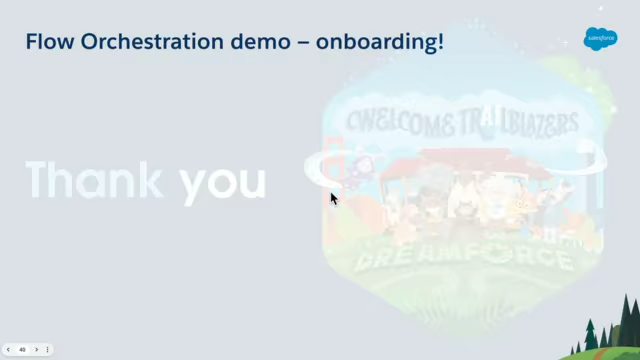 Flow Orchestration demo – onboarding!
salesforce
WELCOME TRAILBLAZERS
Thank you
DREAMFORCE
40